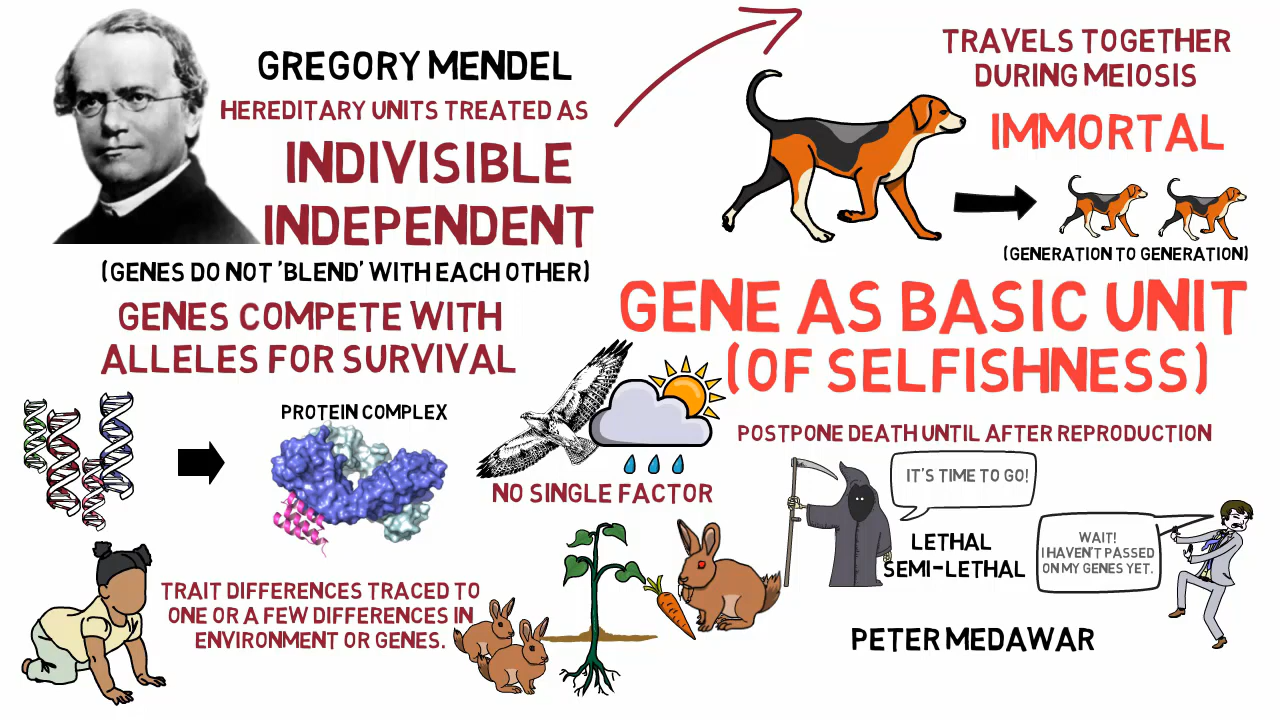 GREGORY MENDEL
HEREDITARY UNITS TREATED AS
INDIVISIBLE
INDEPENDENT
(GENES DO NOT 'BLEND' WITH EACH OTHER)
GENES COMPETE WITH
ALLELES FOR SURVIVAL
PROTEIN COMPLEX
TRAIT DIFFERENCES TRACED TO
ONE OR A FEW DIFFERENCES IN
ENVIRONMENT OR GENES.
NO SINGLE FACTOR
TRAVELS TOGETHER
DURING MEIOSIS
IMMORTAL
(GENERATION TO GENERATION)
GENE AS BASIC UNIT
(OF SELFISHNESS)
POSTPONE DEATH UNTIL AFTER REPRODUCTION
IT'S TIME TO GO!
LETHAL
SEMI-LETHAL
WAIT!
I HAVEN'T PASSED
ON MY GENES YET.
PETER MEDAWAR